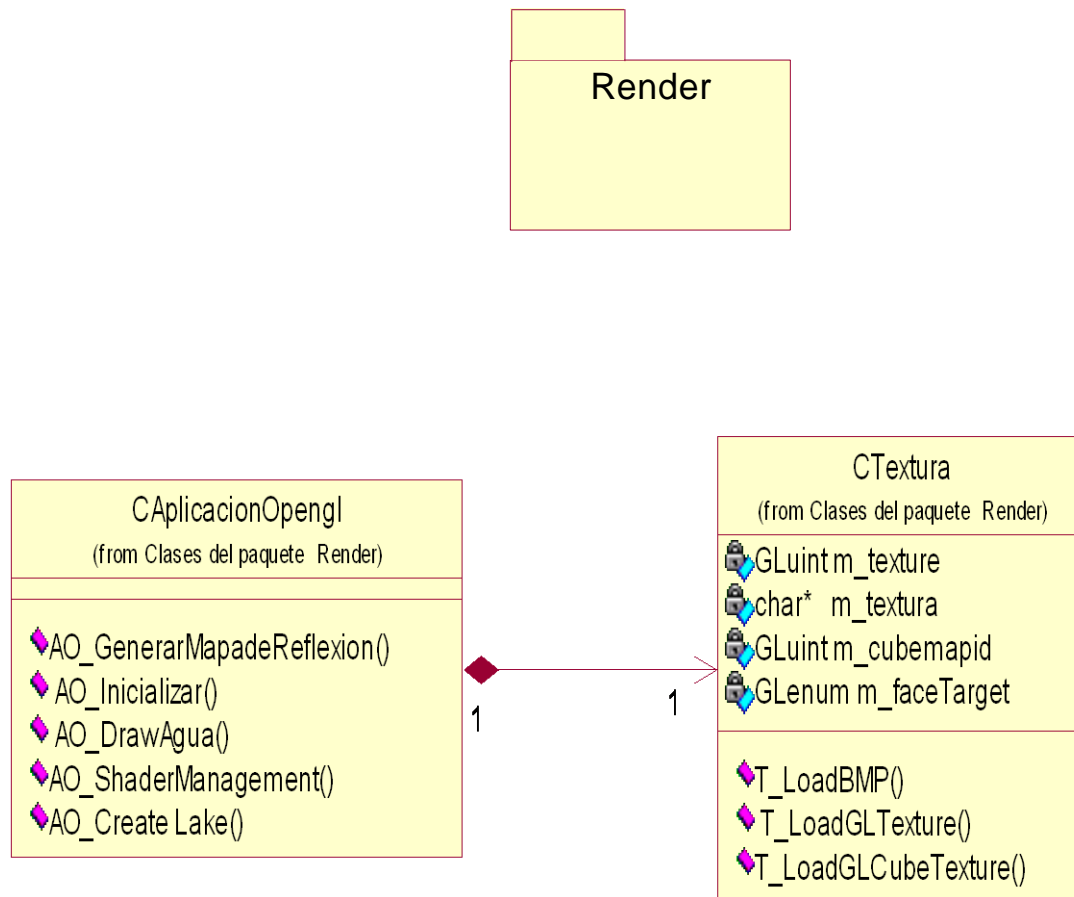 Render
CAplicacionOpengl
(from Clases del paquete Render)
AO_GenerarMapadeReflexion()
AO_Inicializar()
AO_DrawAgua()
AO_ShaderManagement()
AO_Create Lake()
1
1
CTextura
(from Clases del paquete Render)
GLuint m_texture
char* m_textura
GLuint m_cubemapid
GLenum m_faceTarget
T_LoadBMP()
T_LoadGLTexture()
T_LoadGLCubeTexture()